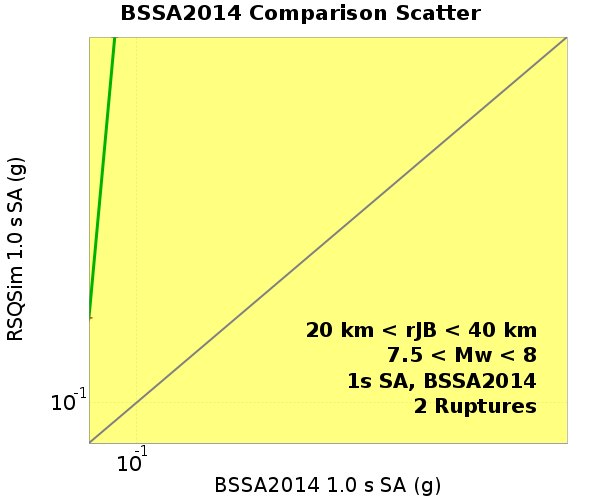 BSSA2014 Comparison Scatter
RSQSim 1.0 s SA (g)
20 km < rJB < 40 km
7.5 < Mw < 8
1s SA, BSSA2014
2 Ruptures
10⁻¹
10⁻¹
BSSA2014 1.0 s SA (g)